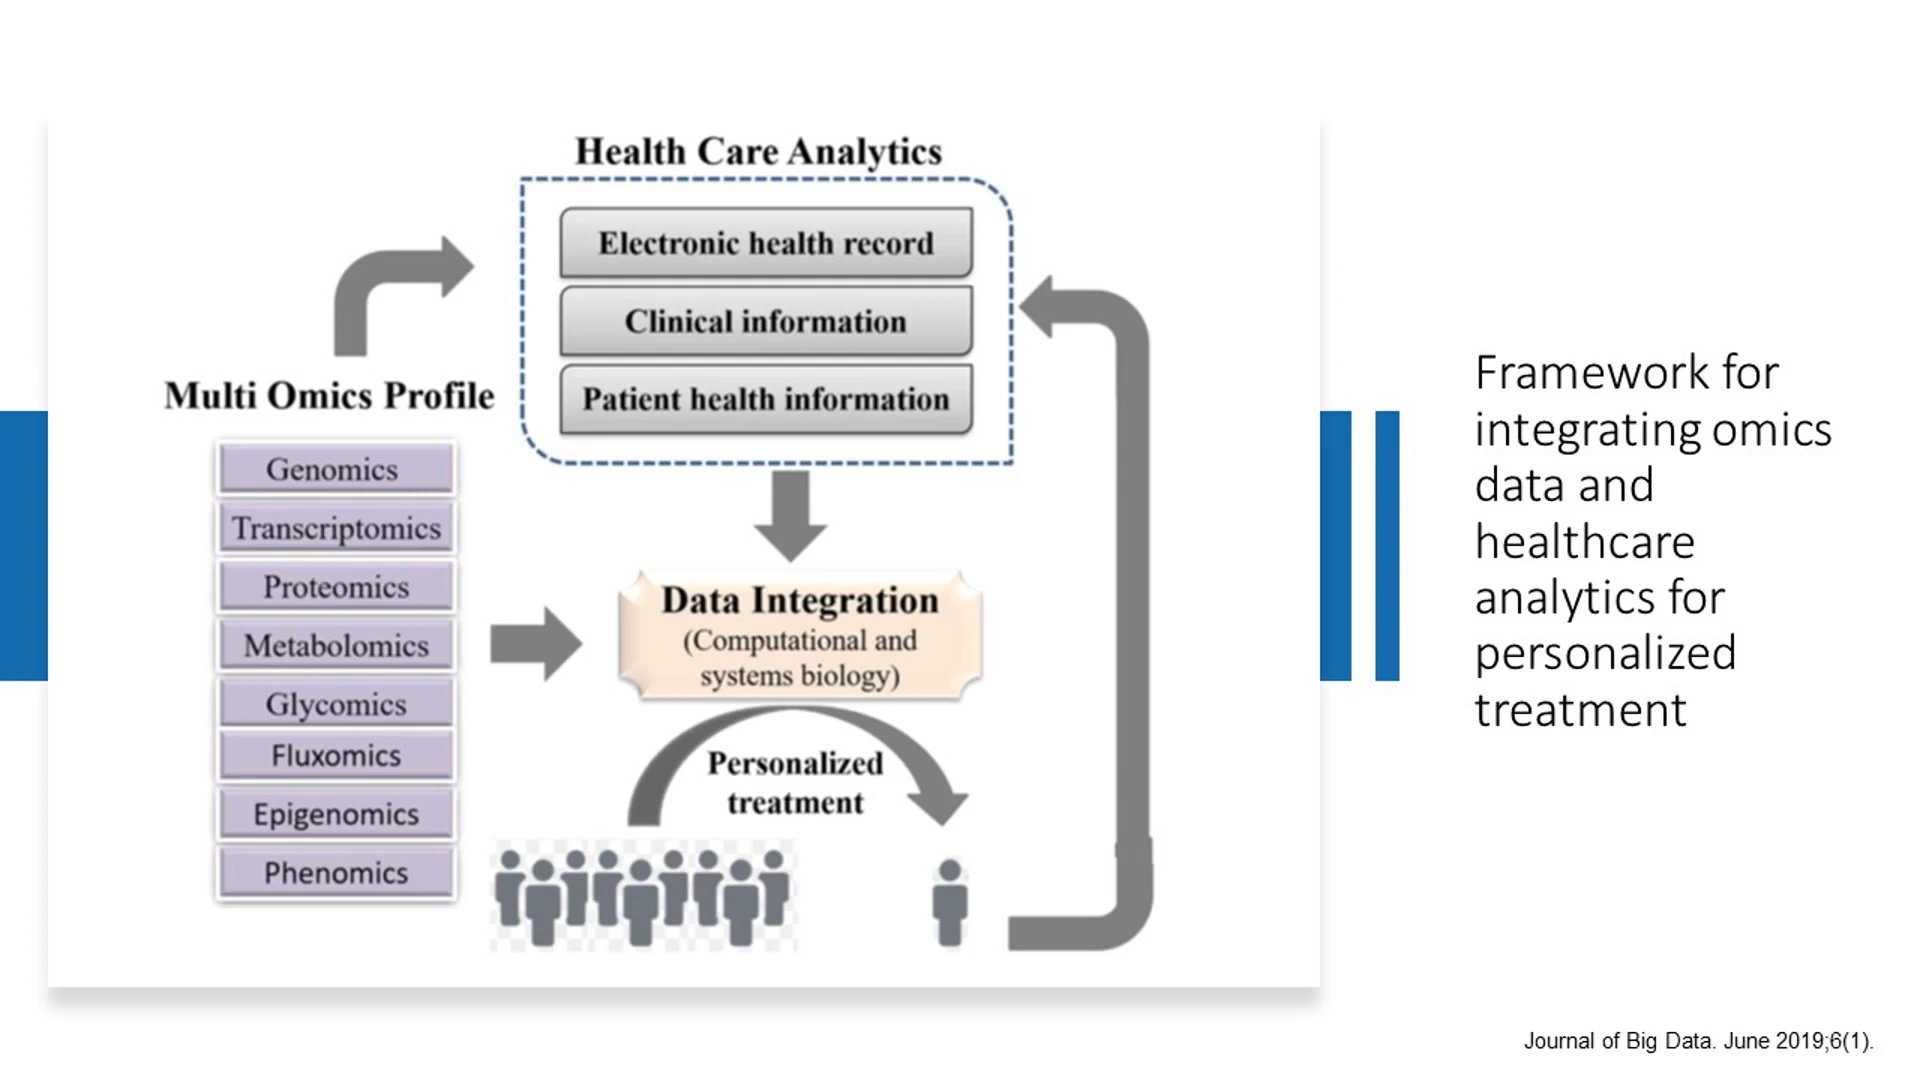 Health Care Analytics
Electronic health record
Clinical information
Patient health information
Multi Omics Profile
Genomics
Transcriptomics
Proteomics
Metabolomics
Glycomics
Fluxomics
Epigenomics
Phenomics
Data Integration
(Computational and
systems biology)
Personalized
treatment
Framework for
integrating omics
data and
healthcare
analytics for
personalized
treatment
Journal of Big Data. June 2019;6(1).